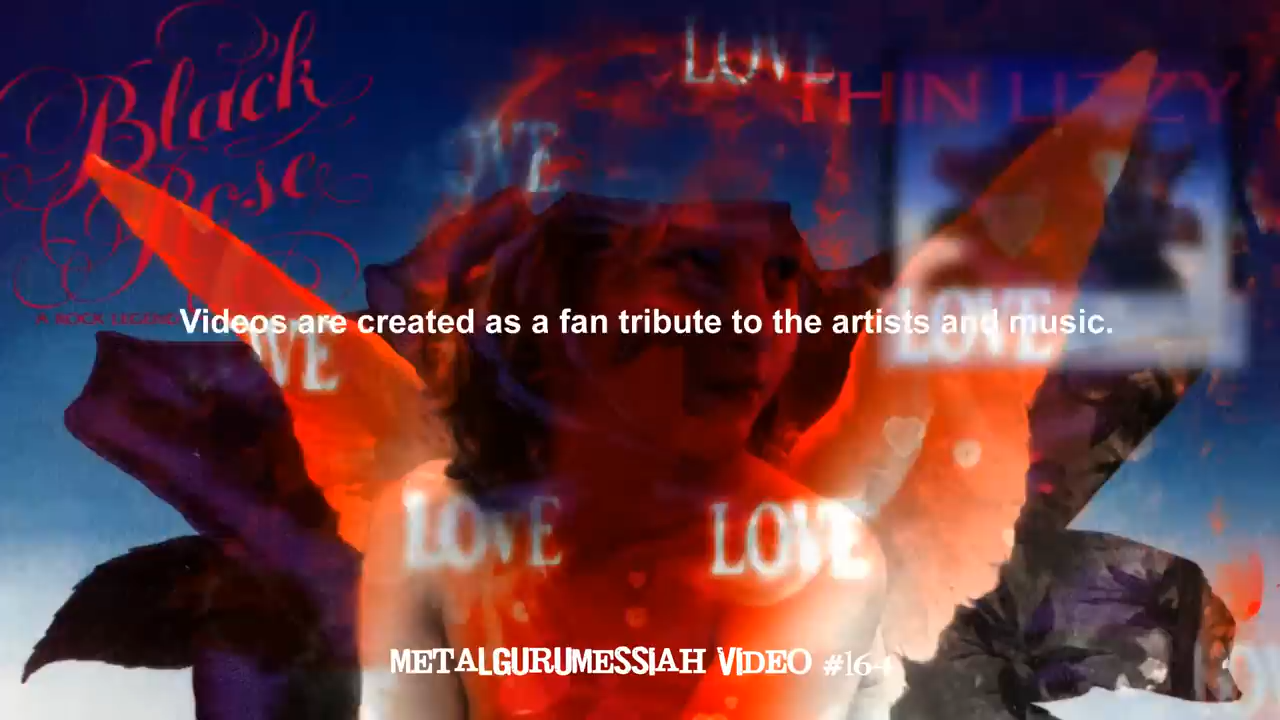 LOVE
Black
THIN LIZZY
Rose
A ROCK LEGEND
Videos are created as a fan tribute to the artists and music.
LOVE
LOVE
LOVE
METALGURUMESSIAH VIDEO #164